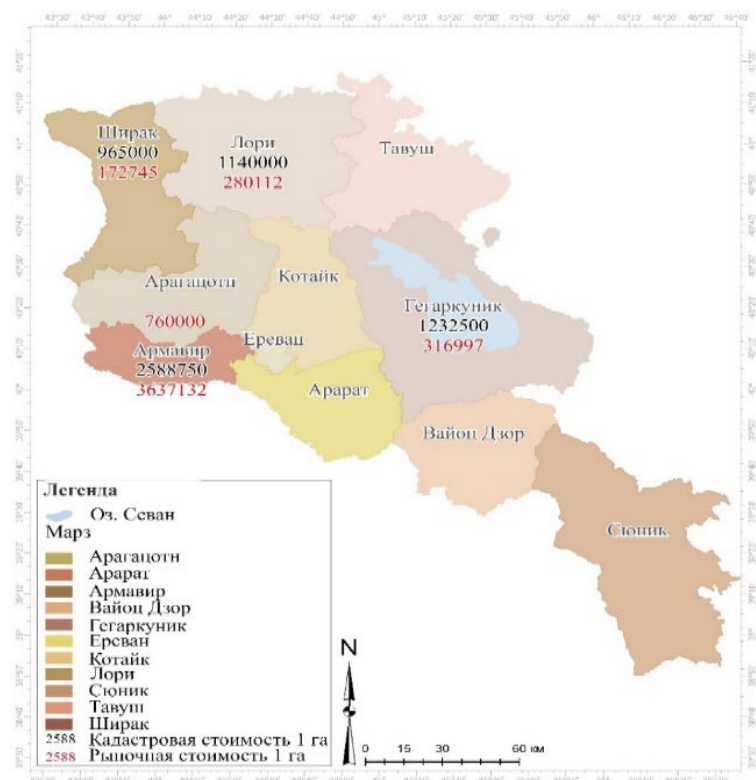 Ширак
965000
172745
Лори
1140000
280112
Тавуш
Арагацотн
760000
Котайк
Гегаркуник
1232500
316997
Ереван
Армавир
2588750
3637132
Арарат
Вайоц Дзор
Сюник
Легенда
Оз. Севан
Марз
Арагацотн
Арарат
Армавир
Вайоц Дзор
Гегаркуник
Ереван
Котайк
Лори
Сюник
Тавуш
Ширак
2588 Кадастровая стоимость 1 га
2588 Рыночная стоимость 1 га
N
0 15 30 60 км